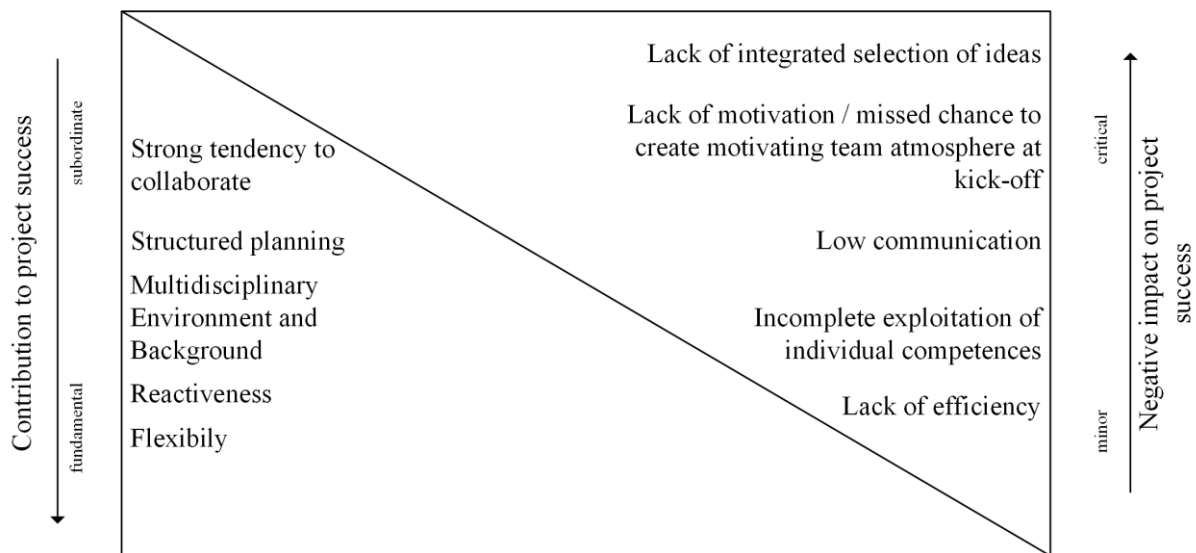 Contribution to project success
subordinate
fundamental
Strong tendency to
collaborate
Structured planning
Multidisciplinary
Environment and
Background
Reactiveness
Flexibily
Lack of integrated selection of ideas
Lack of motivation / missed chance to
create motivating team atmosphere at
kick-off
Low communication
Incomplete exploitation of
individual competences
Lack of efficiency
critical
minor
Negative impact on project
success